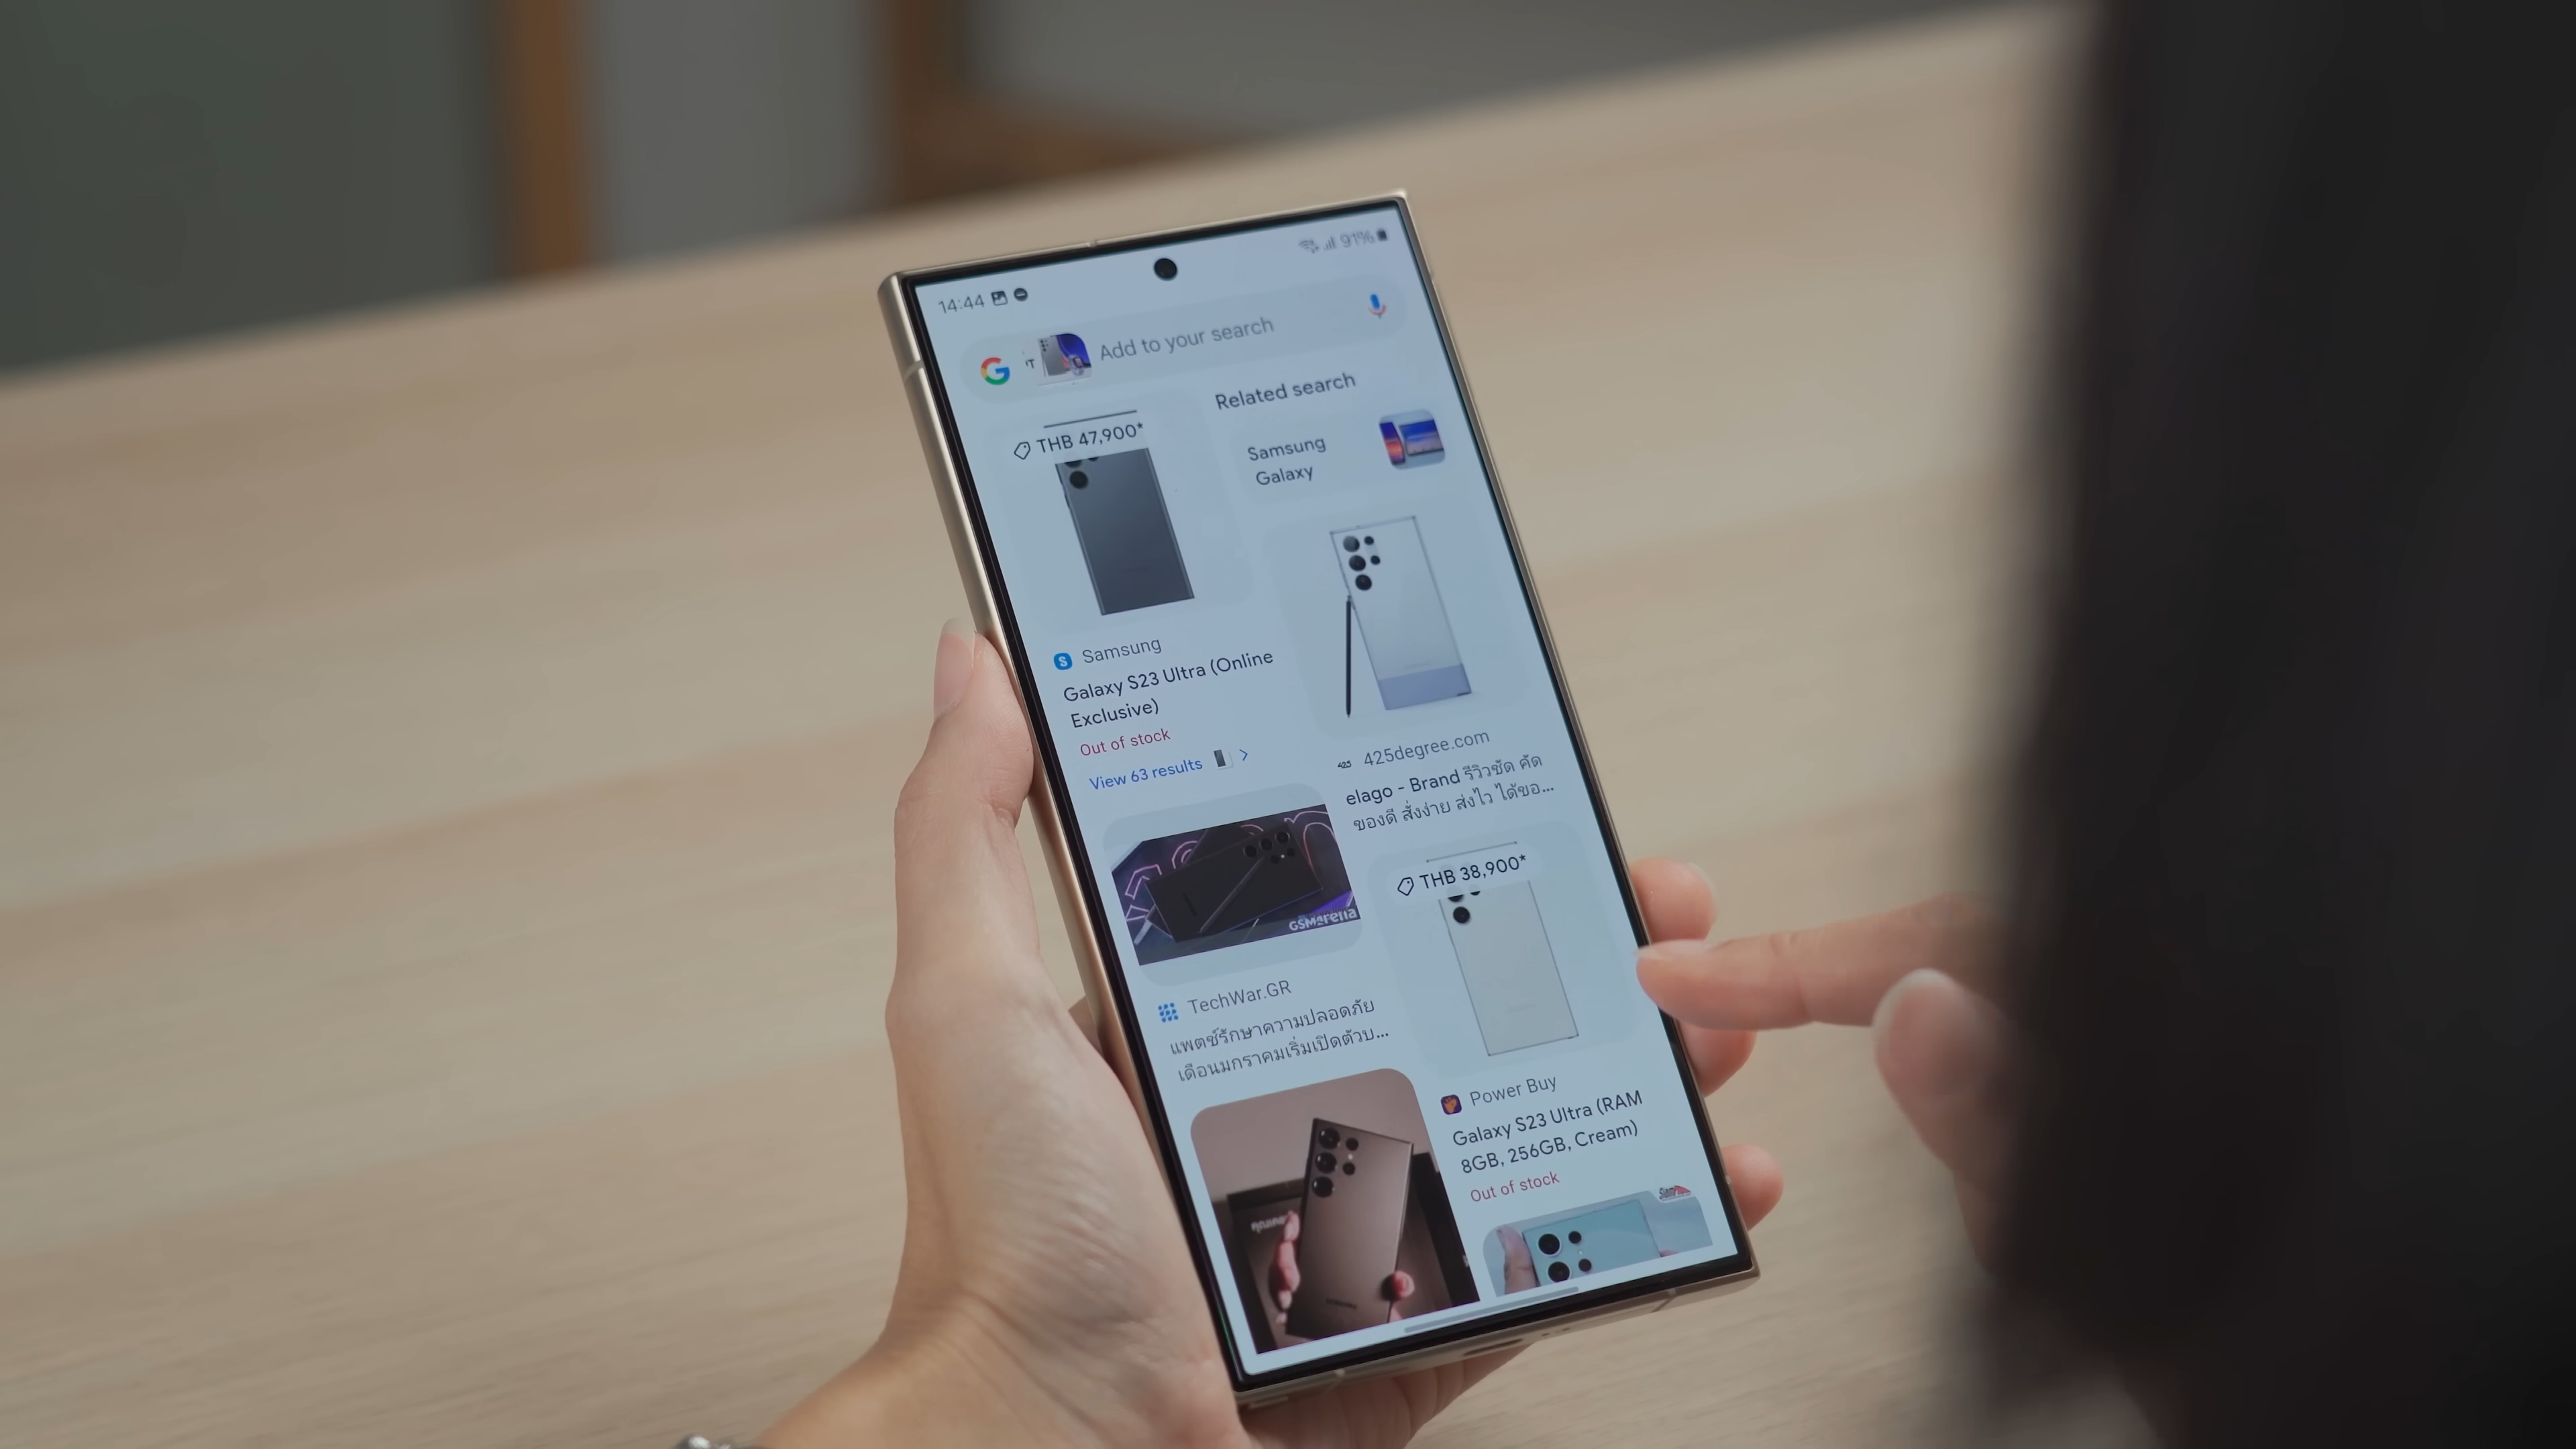 14:44
91%
Add to your search
THB 47,900*
Samsung
Galaxy S23 Ultra (Online
Exclusive)
Out of stock
View 63 results
GSMArena
TechWar.GR
แพตช์รักษาความปลอดภัย
เดือนมกราคมเริ่มเปิดตัวบ...
Related search
Samsung
Galaxy
425degree.com
elago - Brand รีวิวชัด คัด
ของดี สั่งง่าย ส่งไว ได้ขอ...
THB 38,900*
Power Buy
Galaxy S23 Ultra (RAM
8GB, 256GB, Cream)
Out of stock